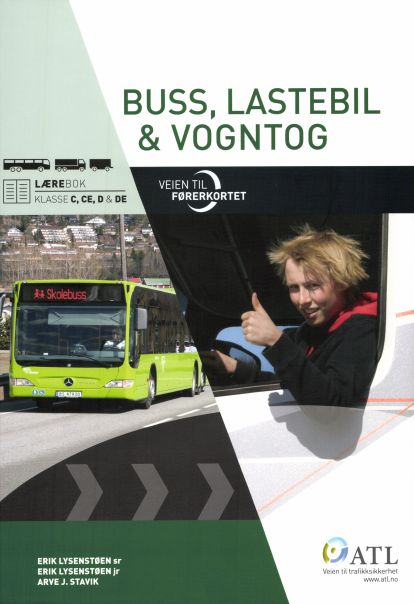 BUSS, LASTEBIL
& VOGNTOG
LÆREBOK
KLASSE C, CE, D & DE
VEIEN TIL
FØRERKORTET
Skolebuss
ERIK LYSENSTØEN sr
ERIK LYSENSTØEN jr
ARVE J. STAVIK
ATL
Veien til trafikksikkerhet
www.atl.no